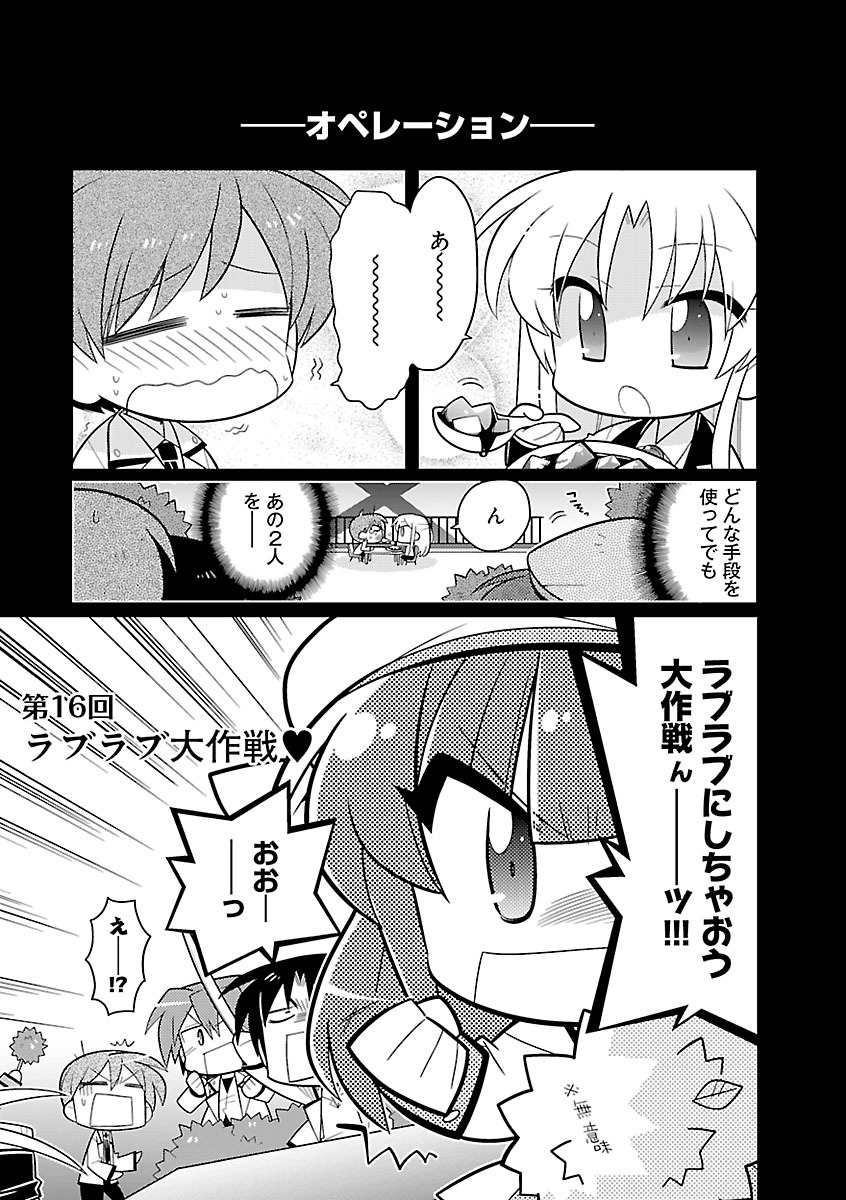 ――オペレーション――
あ〜〜〜〜〜
〜〜〜〜〜〜
どんな手段を
使ってでも
ん
あの2人
を――
ラブラブにしちゃおう
大作戦ん――ッ!!!
第16回
ラブラブ大作戦♥
おお―
――っ
え――!?
※無意味